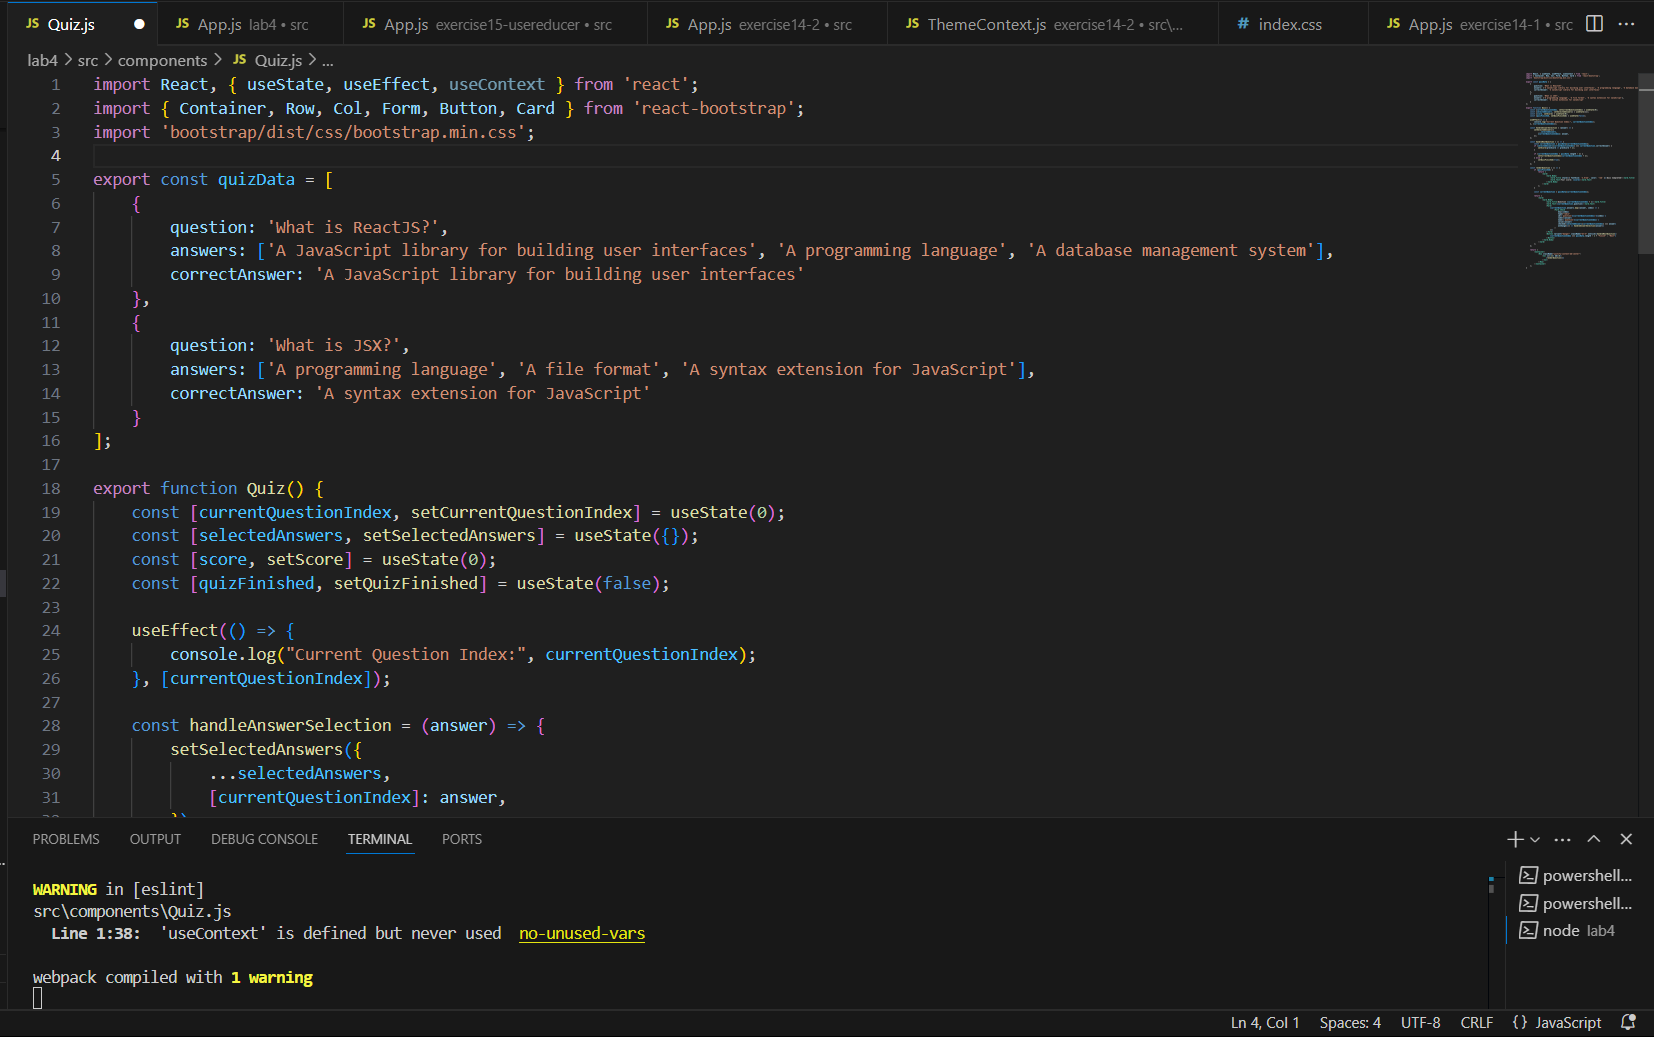 JS Quiz.js
JS App.js lab4 • src
JS App.js exercise15-usereducer • src
JS App.js exercise14-2 • src
JS ThemeContext.js exercise14-2 • src\...
# index.css
JS App.js exercise14-1 • src
lab4 > src > components > JS Quiz.js > ...
1 import React, { useState, useEffect, useContext } from 'react';
2 import { Container, Row, Col, Form, Button, Card } from 'react-bootstrap';
3 import 'bootstrap/dist/css/bootstrap.min.css';
4
5 export const quizData = [
6 {
7 question: 'What is ReactJS?',
8 answers: ['A JavaScript library for building user interfaces', 'A programming language', 'A database management system'],
9 correctAnswer: 'A JavaScript library for building user interfaces'
10 },
11 {
12 question: 'What is JSX?',
13 answers: ['A programming language', 'A file format', 'A syntax extension for JavaScript'],
14 correctAnswer: 'A syntax extension for JavaScript'
15 }
16 ];
17
18 export function Quiz() {
19 const [currentQuestionIndex, setCurrentQuestionIndex] = useState(0);
20 const [selectedAnswers, setSelectedAnswers] = useState({});
21 const [score, setScore] = useState(0);
22 const [quizFinished, setQuizFinished] = useState(false);
23
24 useEffect(() => {
25 console.log("Current Question Index:", currentQuestionIndex);
26 }, [currentQuestionIndex]);
27
28 const handleAnswerSelection = (answer) => {
29 setSelectedAnswers({
30 ...selectedAnswers,
31 [currentQuestionIndex]: answer,
PROBLEMS OUTPUT DEBUG CONSOLE TERMINAL PORTS
WARNING in [eslint]
src\components\Quiz.js
Line 1:38: 'useContext' is defined but never used no-unused-vars
webpack compiled with 1 warning
powershell...
powershell...
node lab4
Ln 4, Col 1 Spaces: 4 UTF-8 CRLF {} JavaScript